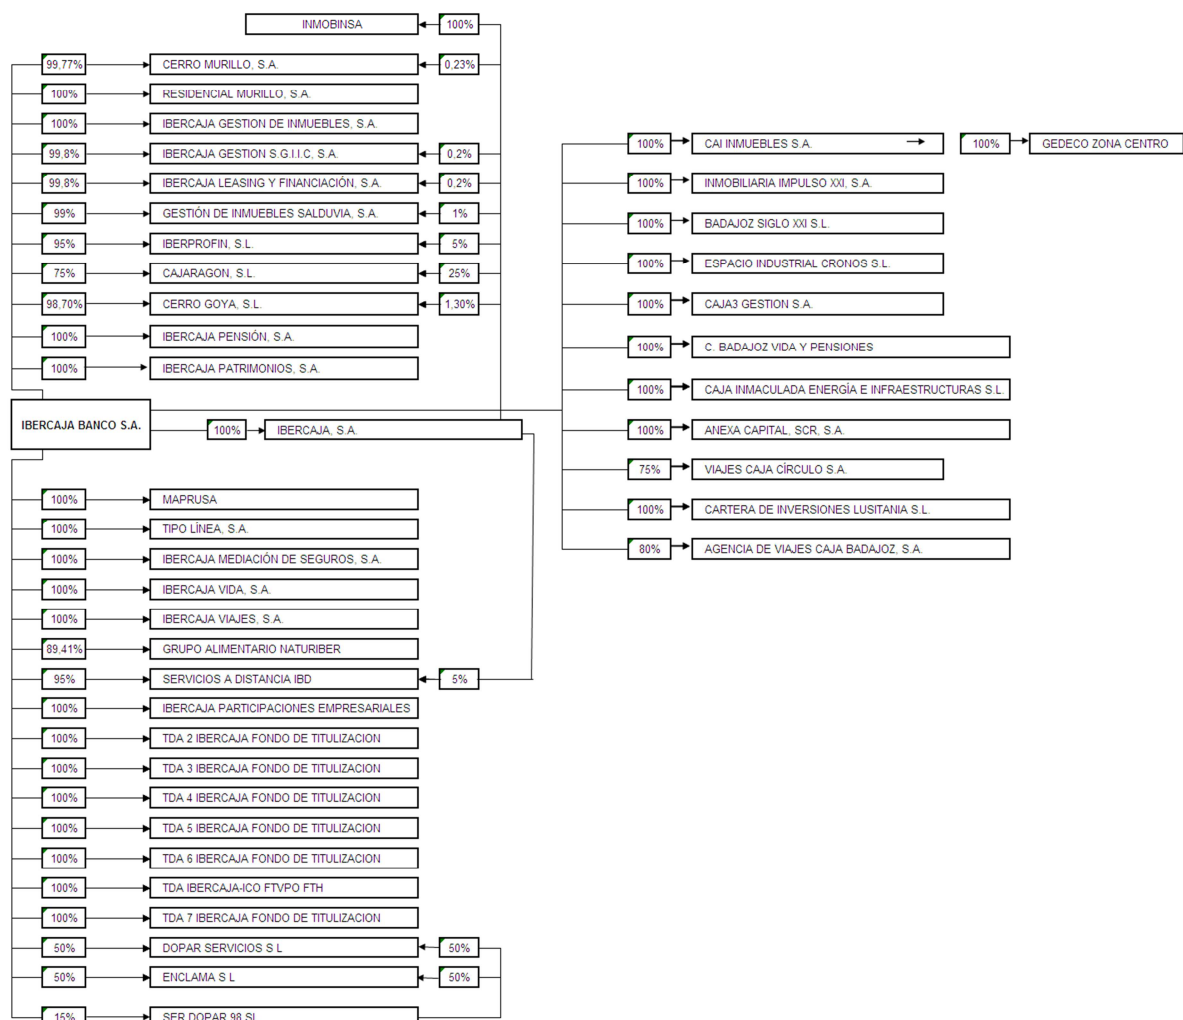 INMOBINSA 100%
99,77% CERRO MURILLO, S.A. 0,23%
100% RESIDENCIAL MURILLO, S.A.
100% IBERCAJA GESTION DE INMUEBLES, S.A.
99,8% IBERCAJA GESTION S.G.I.I.C, S.A. 0,2%
99,8% IBERCAJA LEASING Y FINANCIACIÓN, S.A. 0,2%
99% GESTIÓN DE INMUEBLES SALDUVIA, S.A. 1%
95% IBERPROFIN, S.L. 5%
75% CAJARAGON, S.L. 25%
98,70% CERRO GOYA, S.L. 1,30%
100% IBERCAJA PENSIÓN, S.A.
100% IBERCAJA PATRIMONIOS, S.A.
IBERCAJA BANCO S.A.
100% IBERCAJA, S.A.
100% MAPRUSA
100% TIPO LÍNEA, S.A.
100% IBERCAJA MEDIACIÓN DE SEGUROS, S.A.
100% IBERCAJA VIDA, S.A.
100% IBERCAJA VIAJES, S.A.
89,41% GRUPO ALIMENTARIO NATURIBER
95% SERVICIOS A DISTANCIA IBD 5%
100% IBERCAJA PARTICIPACIONES EMPRESARIALES
100% TDA 2 IBERCAJA FONDO DE TITULIZACION
100% TDA 3 IBERCAJA FONDO DE TITULIZACION
100% TDA 4 IBERCAJA FONDO DE TITULIZACION
100% TDA 5 IBERCAJA FONDO DE TITULIZACION
100% TDA 6 IBERCAJA FONDO DE TITULIZACION
100% TDA IBERCAJA-ICO FTVPO FTH
100% TDA 7 IBERCAJA FONDO DE TITULIZACION
50% DOPAR SERVICIOS S L 50%
50% ENCLAMA S L 50%
15% SER DOPAR 98 SL
100% CAI INMUEBLES S.A. 100% GEDECO ZONA CENTRO
100% INMOBILIARIA IMPULSO XXI, S.A.
100% BADAJOZ SIGLO XXI S.L.
100% ESPACIO INDUSTRIAL CRONOS S.L.
100% CAJA3 GESTION S.A.
100% C. BADAJOZ VIDA Y PENSIONES
100% CAJA INMACULADA ENERGÍA E INFRAESTRUCTURAS S.L.
100% ANEXA CAPITAL, SCR, S.A.
75% VIAJES CAJA CÍRCULO S.A.
100% CARTERA DE INVERSIONES LUSITANIA S.L.
80% AGENCIA DE VIAJES CAJA BADAJOZ, S.A.